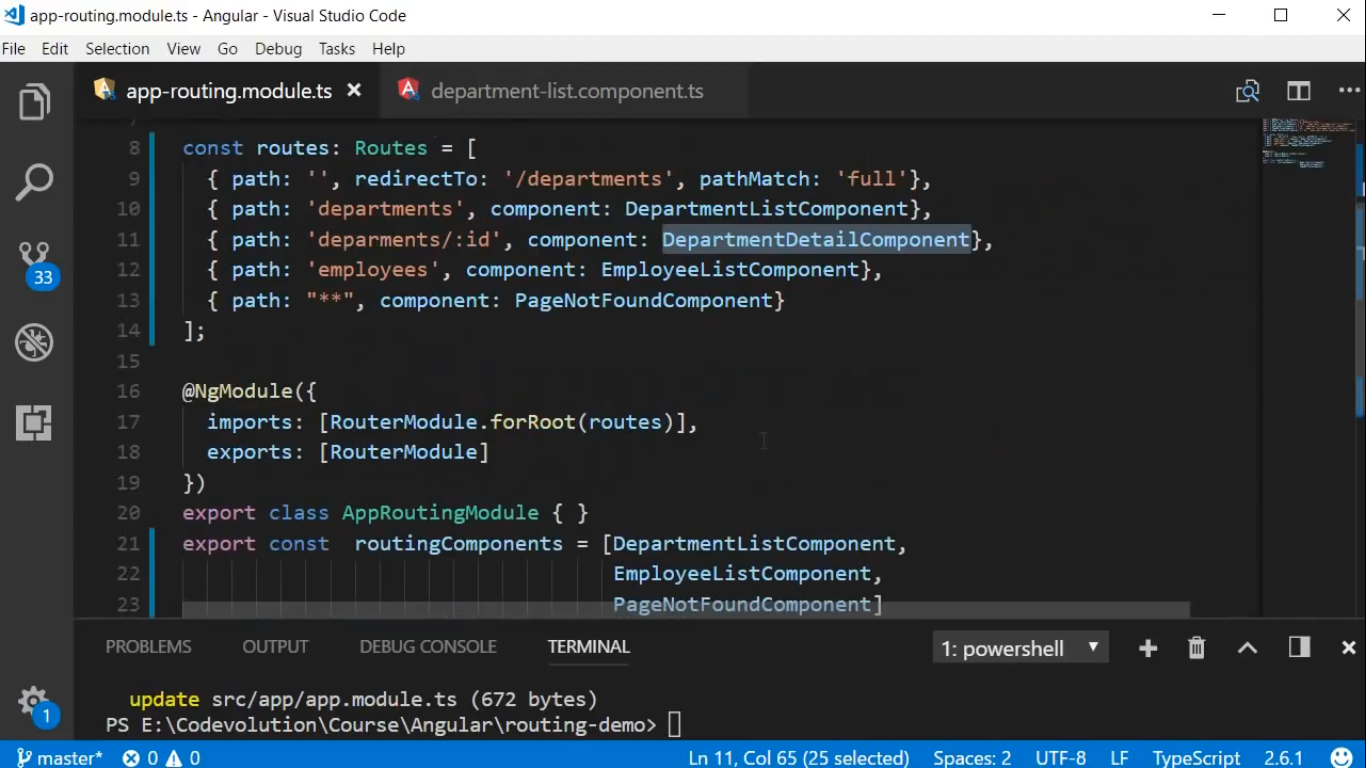 app-routing.module.ts - Angular - Visual Studio Code
File Edit Selection View Go Debug Tasks Help
app-routing.module.ts department-list.component.ts
8 const routes: Routes = [
9 { path: '', redirectTo: '/departments', pathMatch: 'full'},
10 { path: 'departments', component: DepartmentListComponent},
11 { path: 'deparments/:id', component: DepartmentDetailComponent},
12 { path: 'employees', component: EmployeeListComponent},
13 { path: "**", component: PageNotFoundComponent}
14 ];
15
16 @NgModule({
17 imports: [RouterModule.forRoot(routes)],
18 exports: [RouterModule]
19 })
20 export class AppRoutingModule { }
21 export const routingComponents = [DepartmentListComponent,
22 EmployeeListComponent,
23 PageNotFoundComponent]
33
PROBLEMS OUTPUT DEBUG CONSOLE TERMINAL 1: powershell
update src/app/app.module.ts (672 bytes)
PS E:\Codevolution\Course\Angular\routing-demo>
1
master* 0 0 Ln 11, Col 65 (25 selected) Spaces: 2 UTF-8 LF TypeScript 2.6.1